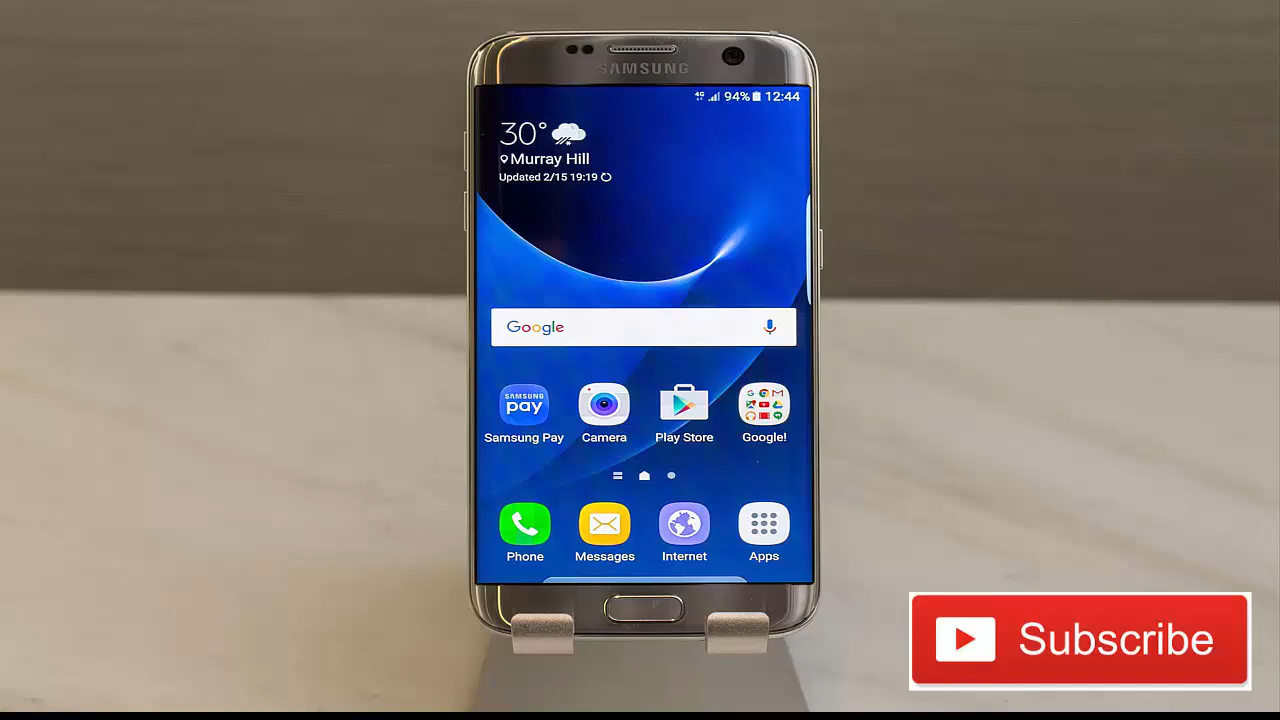 SAMSUNG
4G 94% 12:44
30°
Murray Hill
Updated 2/15 19:19
Google
SAMSUNG
pay
Samsung Pay
Camera
Play Store
Google!
Phone
Messages
Internet
Apps
Subscribe